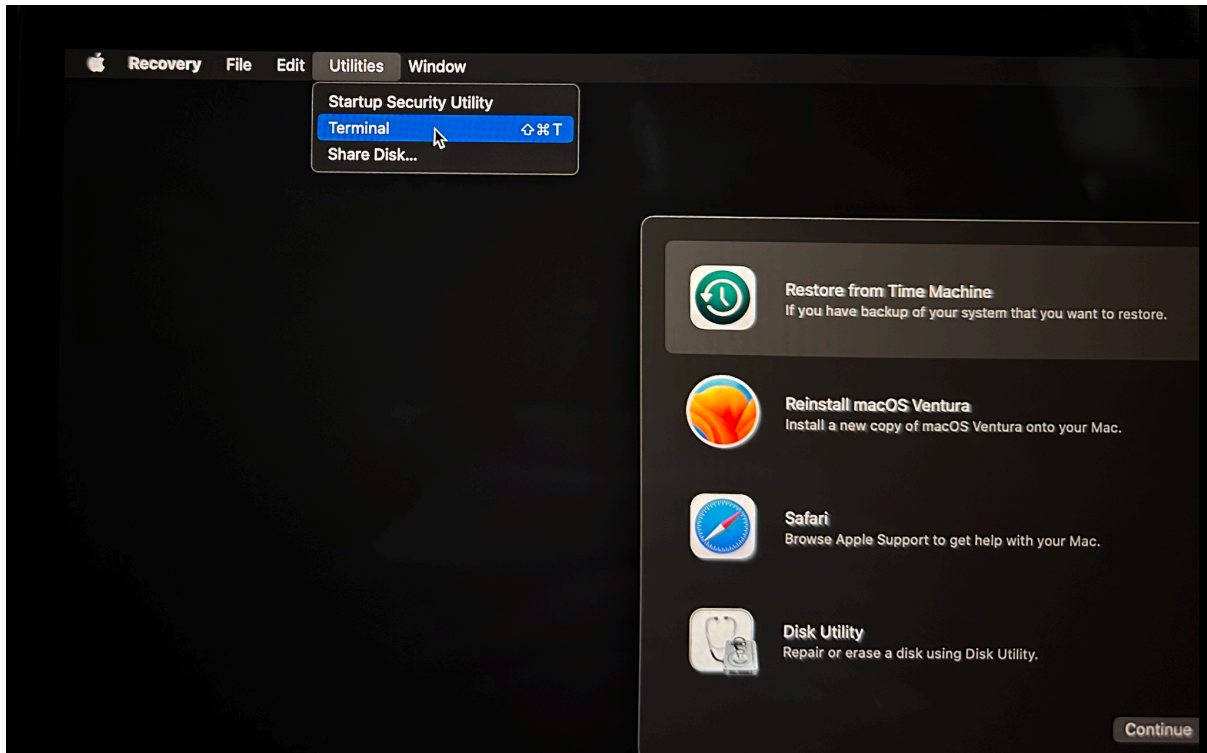 Recovery File Edit Utilities Window
Startup Security Utility
Terminal ⇧⌘T
Share Disk...
Restore from Time Machine
If you have backup of your system that you want to restore.
Reinstall macOS Ventura
Install a new copy of macOS Ventura onto your Mac.
Safari
Browse Apple Support to get help with your Mac.
Disk Utility
Repair or erase a disk using Disk Utility.
Continue